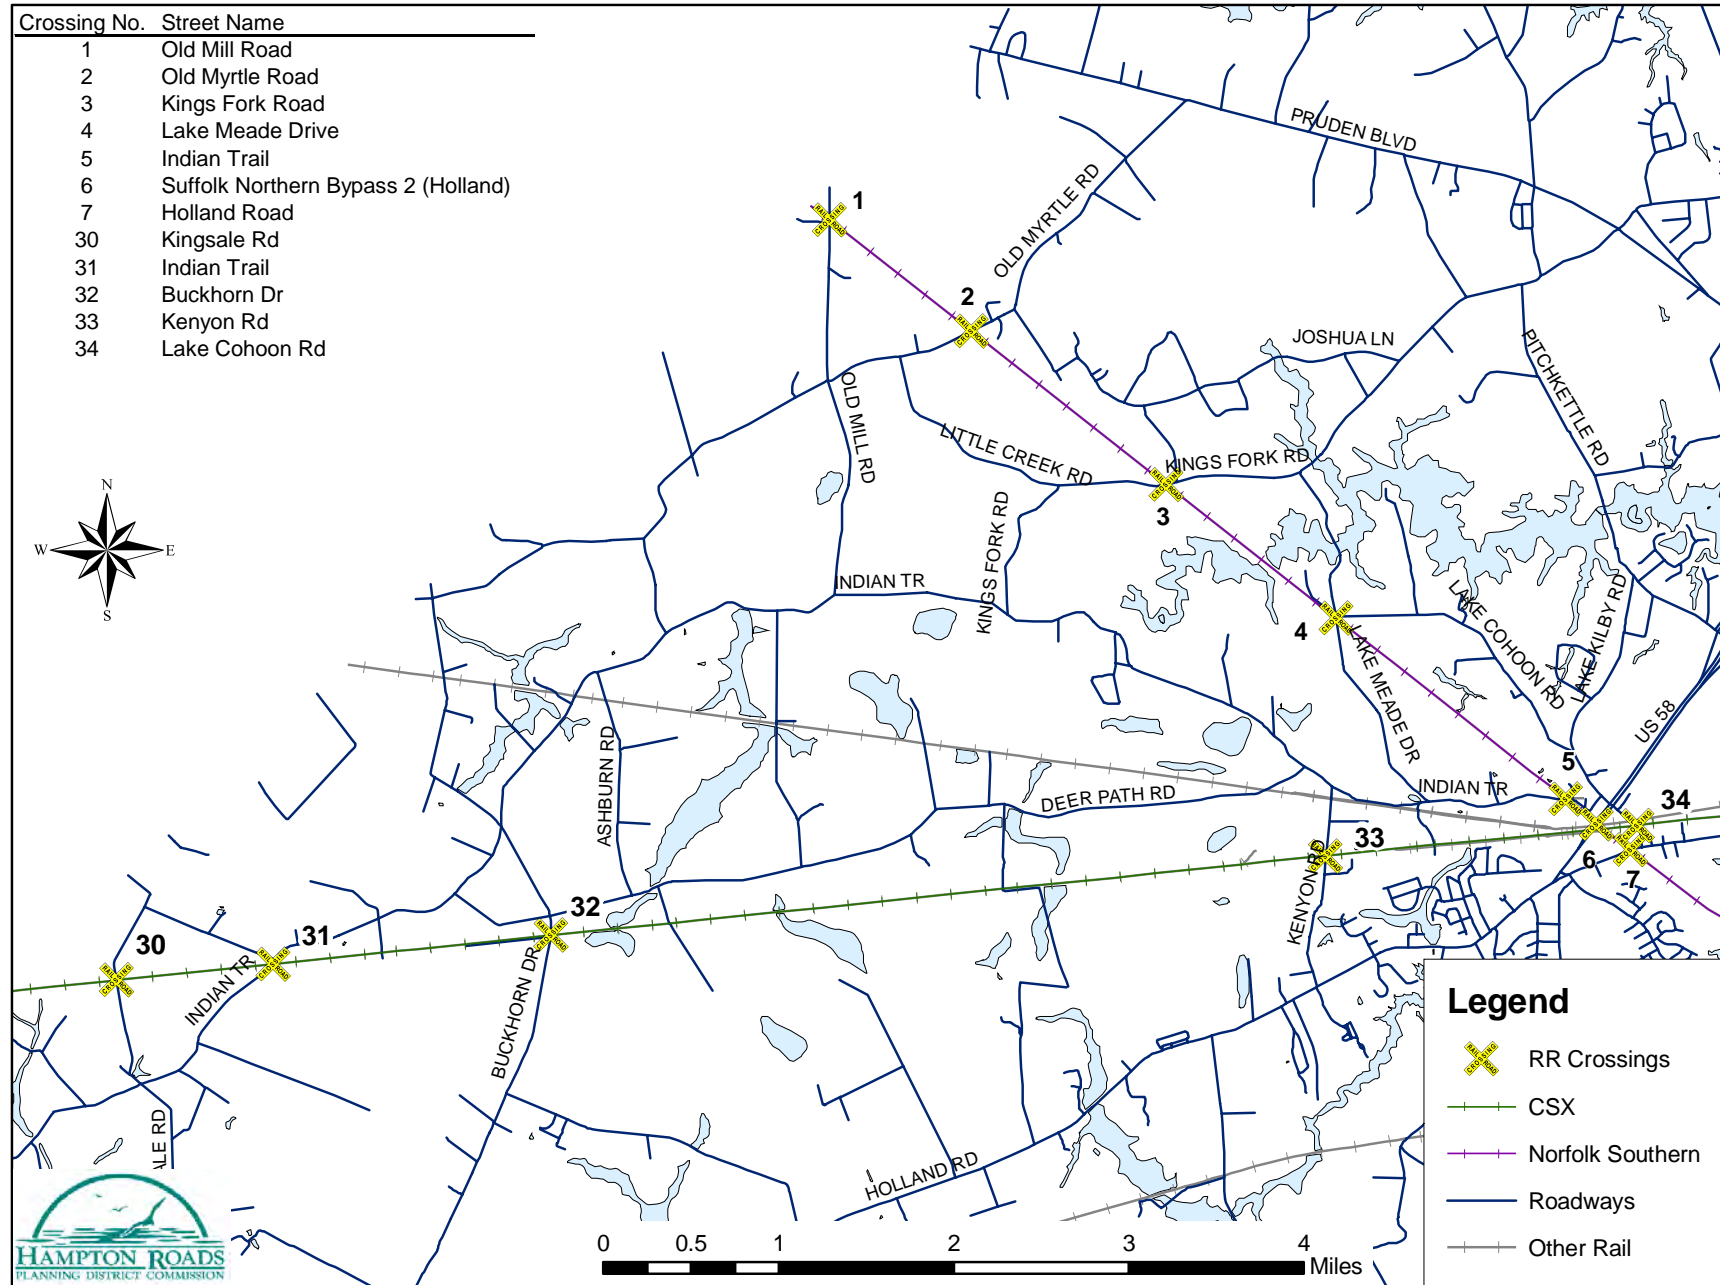 Crossing No. Street Name
1 Old Mill Road
2 Old Myrtle Road
3 Kings Fork Road
4 Lake Meade Drive
5 Indian Trail
6 Suffolk Northern Bypass 2 (Holland)
7 Holland Road
30 Kingsale Rd
31 Indian Trail
32 Buckhorn Dr
33 Kenyon Rd
34 Lake Cohoon Rd
PRUDEN BLVD
OLD MYRTLE RD
1
2
JOSHUA LN
PITCHKETTLE RD
OLD MILL RD
LITTLE CREEK RD
KINGS FORK RD
3
KINGS FORK RD
N
W E
S
INDIAN TR
4
LAKE COHOON RD
LAKE KILBY RD
LAKE MEADE DR
US 58
ASHBURN RD
5
INDIAN TR
DEER PATH RD
34
33
6
7
KENYON RD
32
31
30
INDIAN TR
BUCKHORN DR
ALE RD
HOLLAND RD
RAIL ROAD
CROSSING
Legend
RR Crossings
CSX
Norfolk Southern
Roadways
Other Rail
HAMPTON ROADS
PLANNING DISTRICT COMMISSION
0 0.5 1 2 3 4
Miles